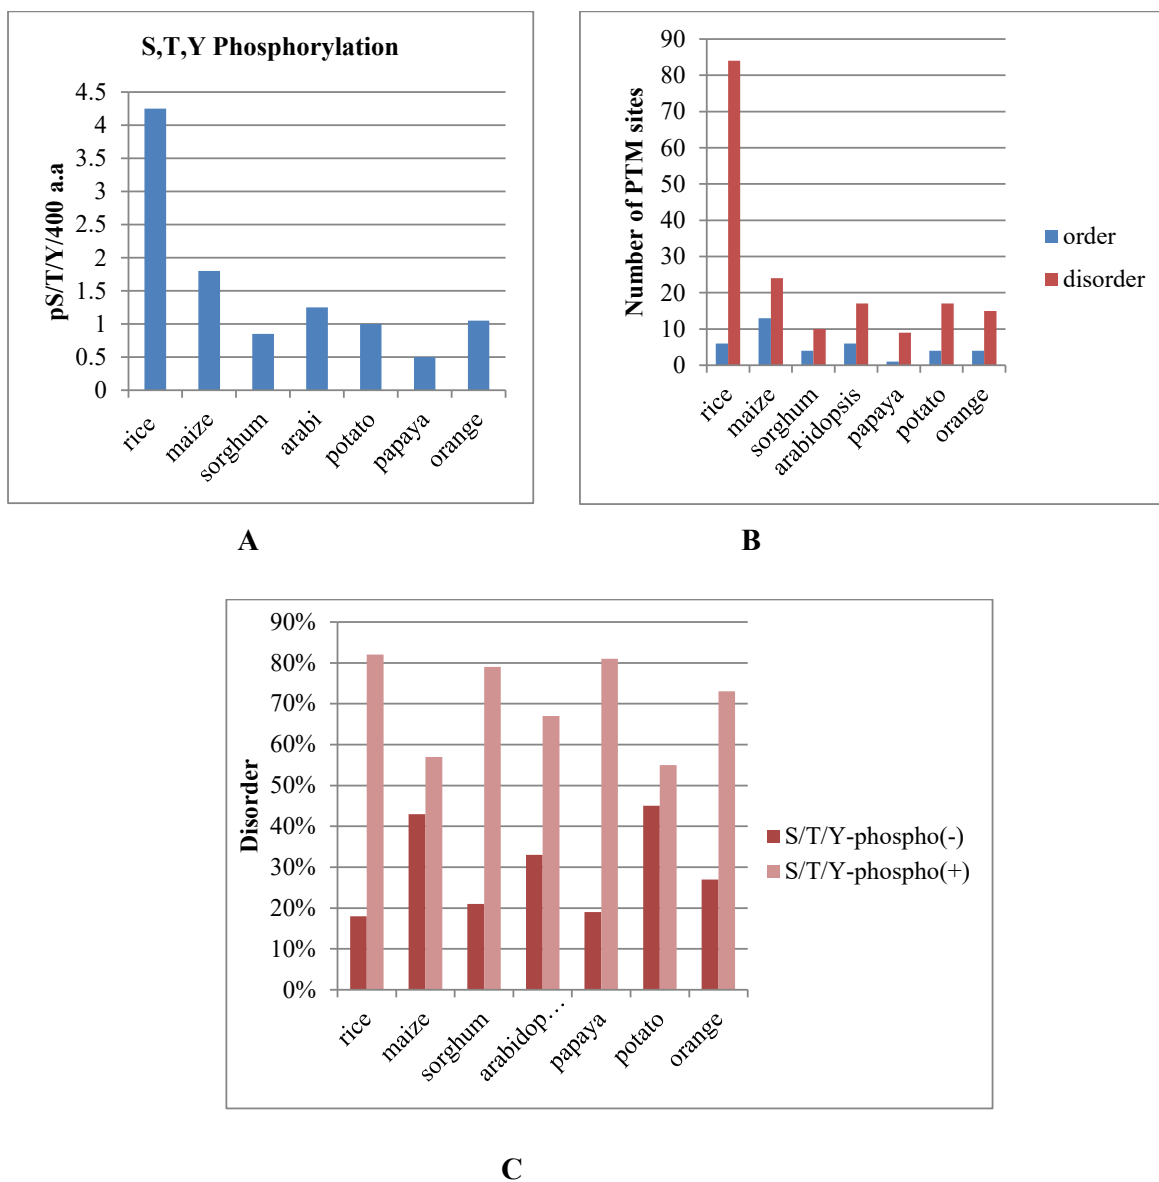 S,T,Y Phosphorylation
pS/T/Y/400 a.a
4.5
4
3.5
3
2.5
2
1.5
1
0.5
0
rice
maize
sorghum
arabi
potato
papaya
orange
A
Number of PTM sites
90
80
70
60
50
40
30
20
10
0
rice
maize
sorghum
arabidopsis
papaya
potato
orange
order
disorder
B
Disorder
90%
80%
70%
60%
50%
40%
30%
20%
10%
0%
rice
maize
sorghum
arabidop…
papaya
potato
orange
S/T/Y-phospho(-)
S/T/Y-phospho(+)
C